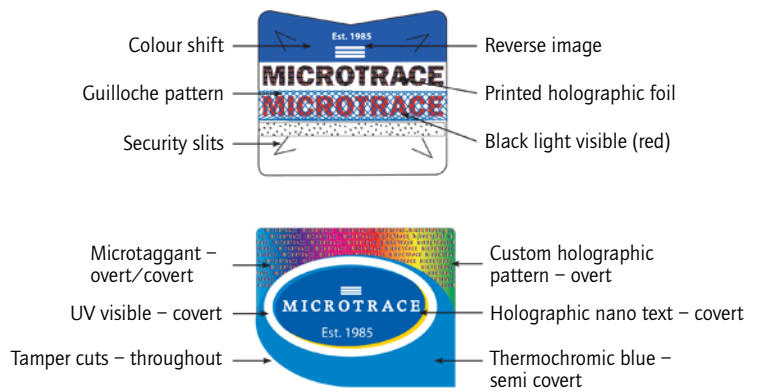 Est. 1985
Colour shift
Reverse image
MICROTRACE
Guilloche pattern
Printed holographic foil
MICROTRACE
Security slits
Black light visible (red)
Microtaggant –
overt/covert
Custom holographic
pattern – overt
MICROTRACE
UV visible – covert
Holographic nano text – covert
Est. 1985
Tamper cuts – throughout
Thermochromic blue –
semi covert